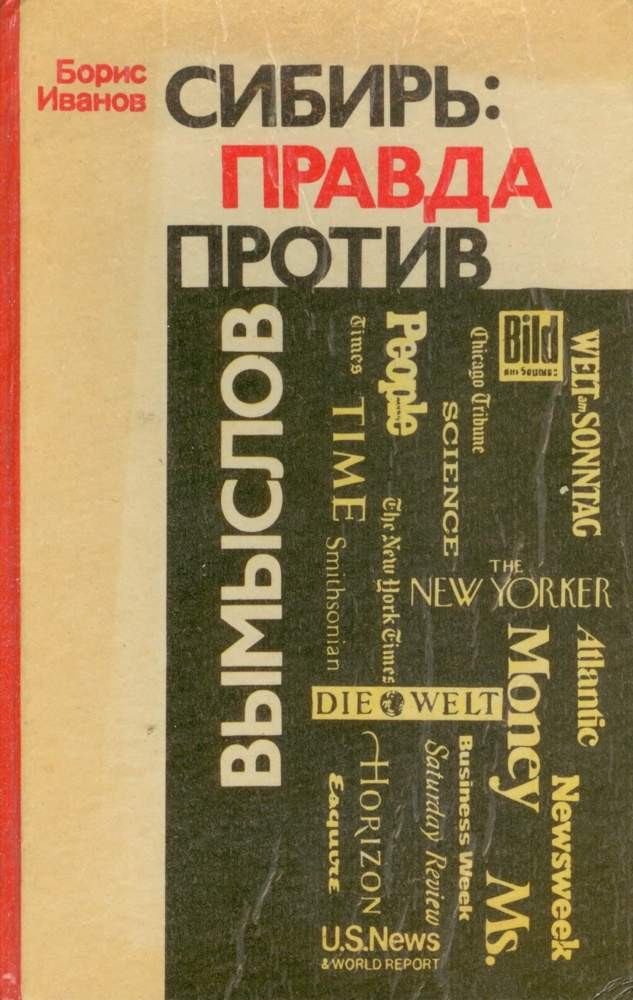 Борис
Иванов
СИБИРЬ:
ПРАВДА
ПРОТИВ
ВЫМЫСЛОВ
Times
People
Chicago Tribune
Bild
am Sonntag
WELT am SONNTAG
TIME
SCIENCE
Smithsonian
The New York Times
THE
NEW YORKER
DIE WELT
Money
Atlantic
HORIZON
Esquire
Saturday Review
Business Week
Ms.
Newsweek
U.S.News
& WORLD REPORT